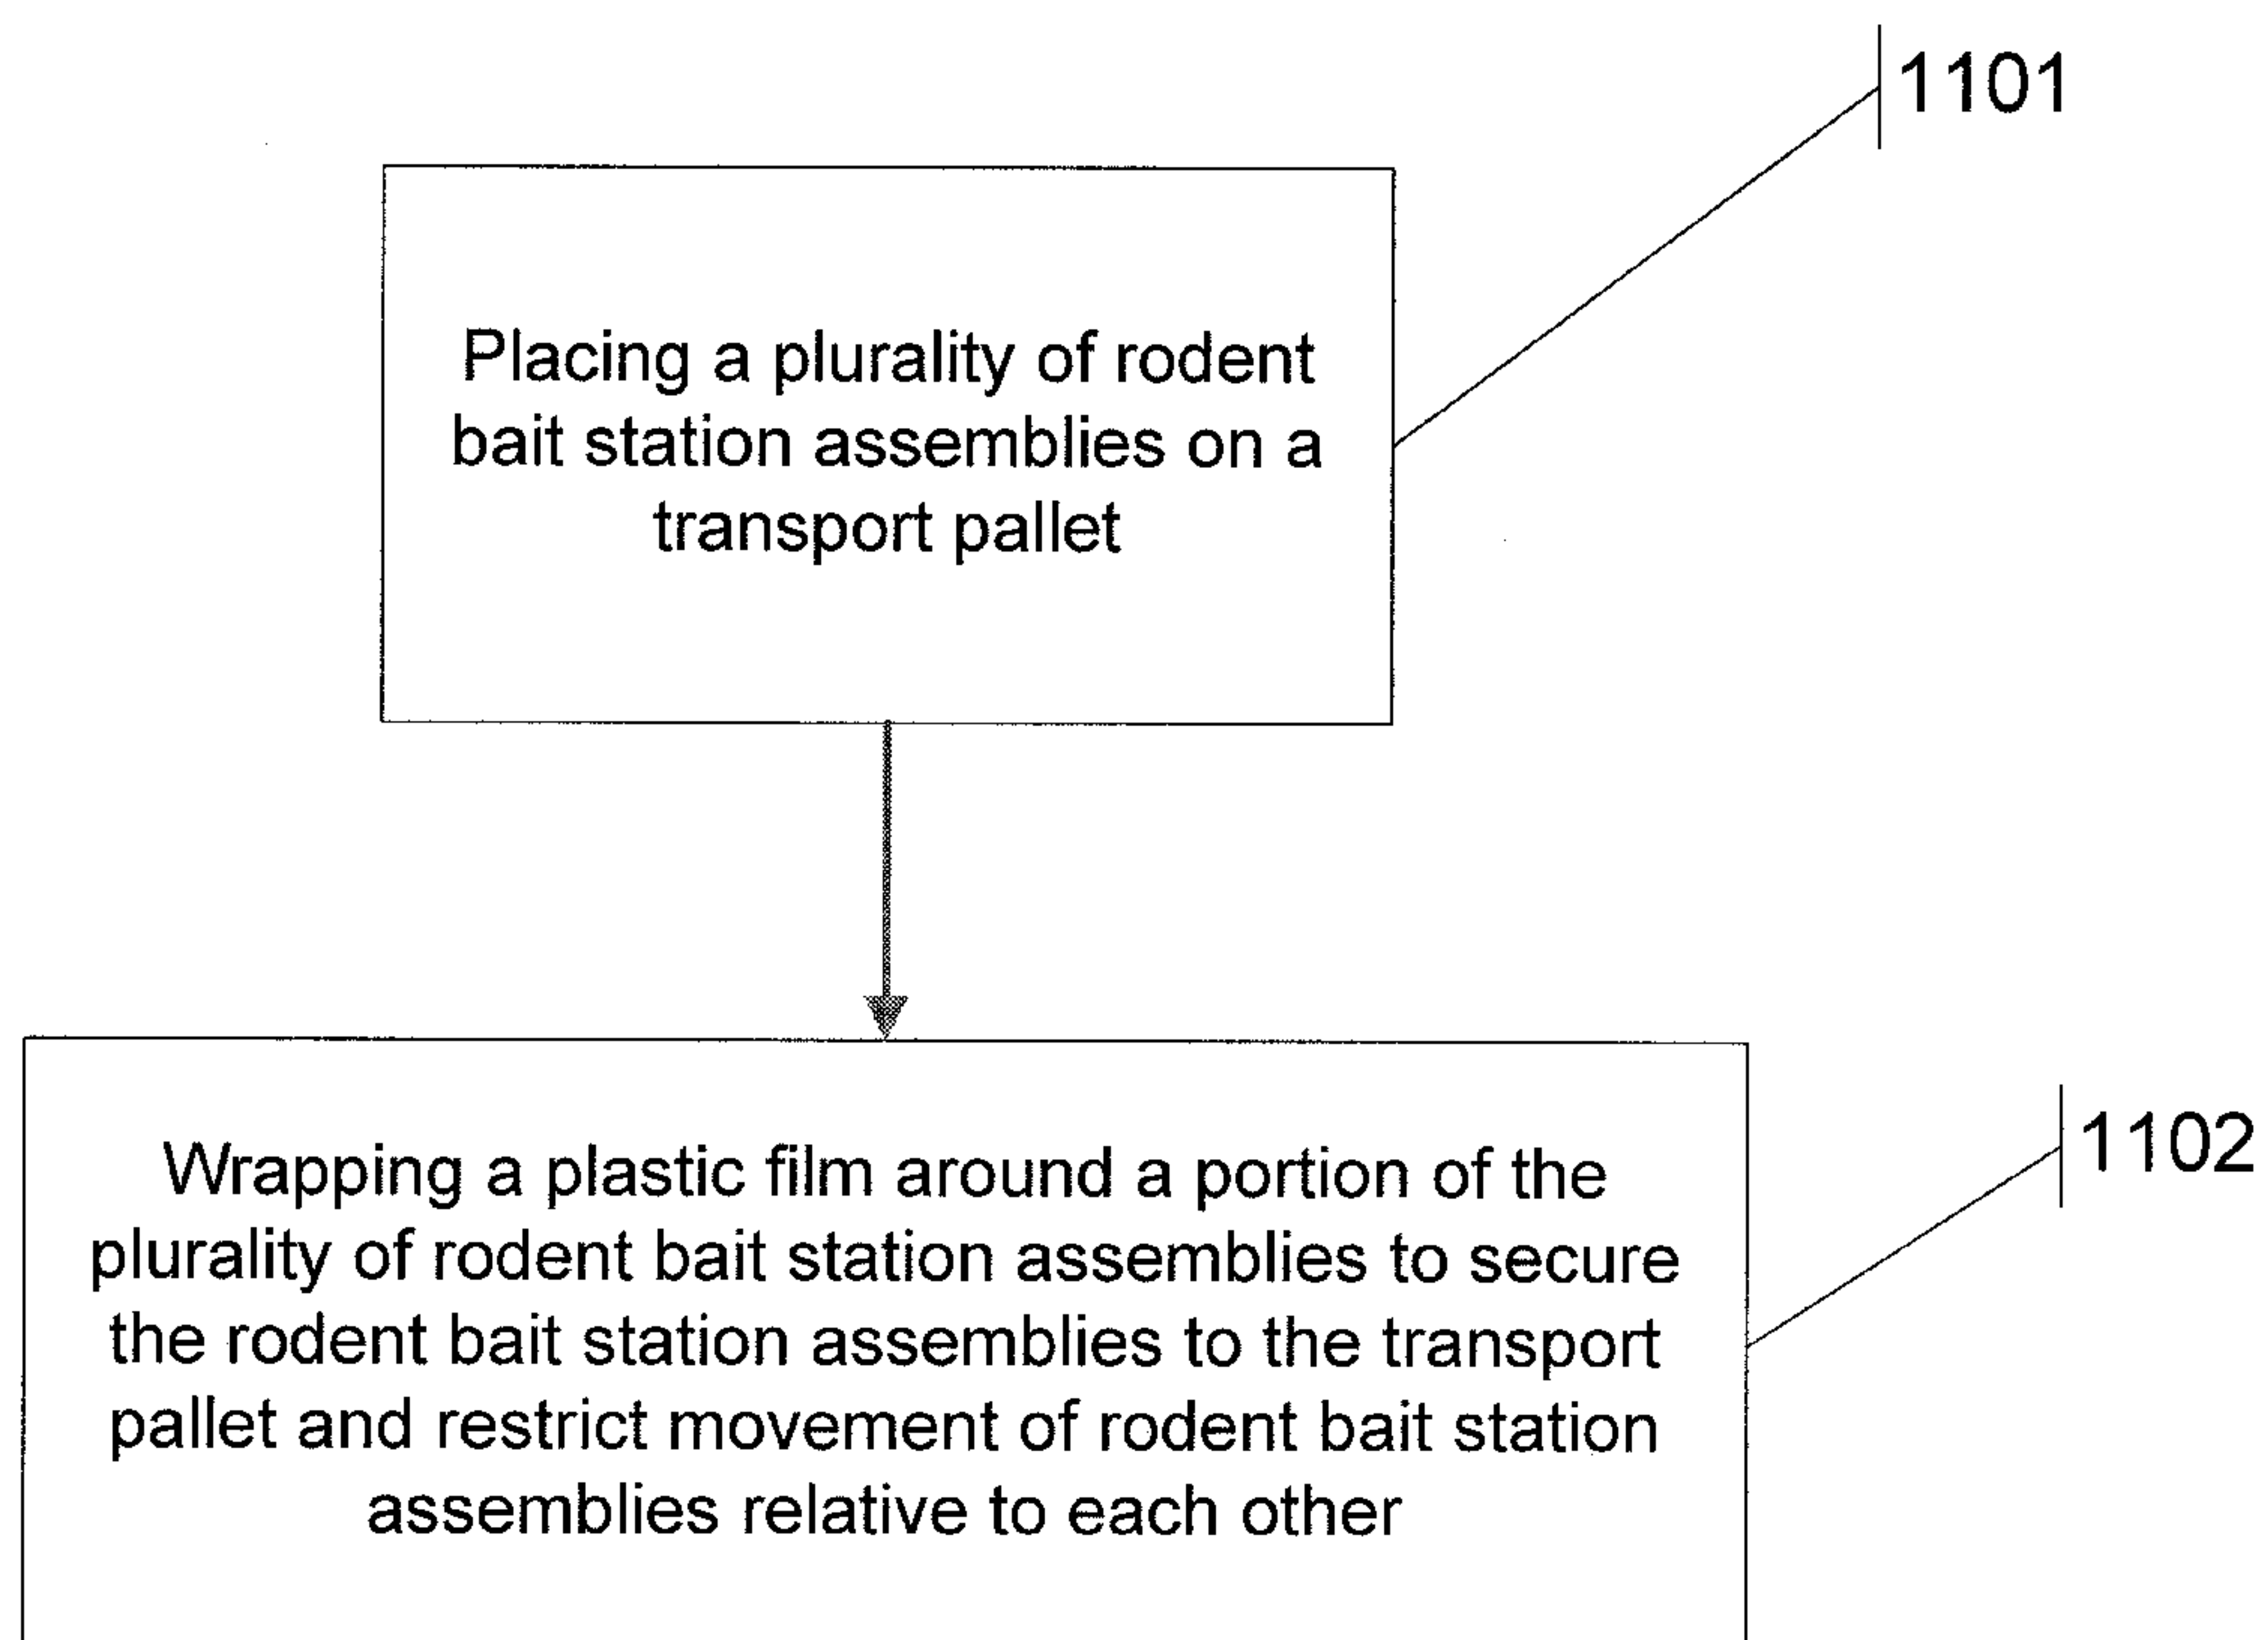 1101
Placing a plurality of rodent
bait station assemblies on a
transport pallet
Wrapping a plastic film around a portion of the
plurality of rodent bait station assemblies to secure
the rodent bait station assemblies to the transport
pallet and restrict movement of rodent bait station
assemblies relative to each other
1102